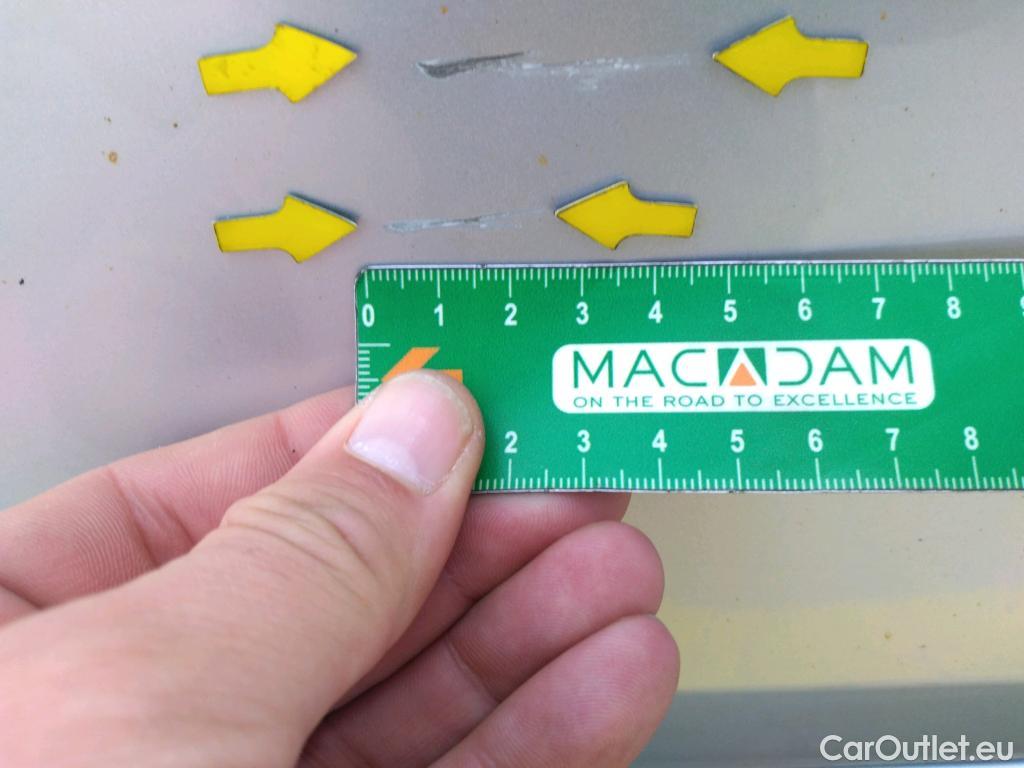 0 1 2 3 4 5 6 7 8
MACADAM
ON THE ROAD TO EXCELLENCE
2 3 4 5 6 7 8
CarOutlet.eu